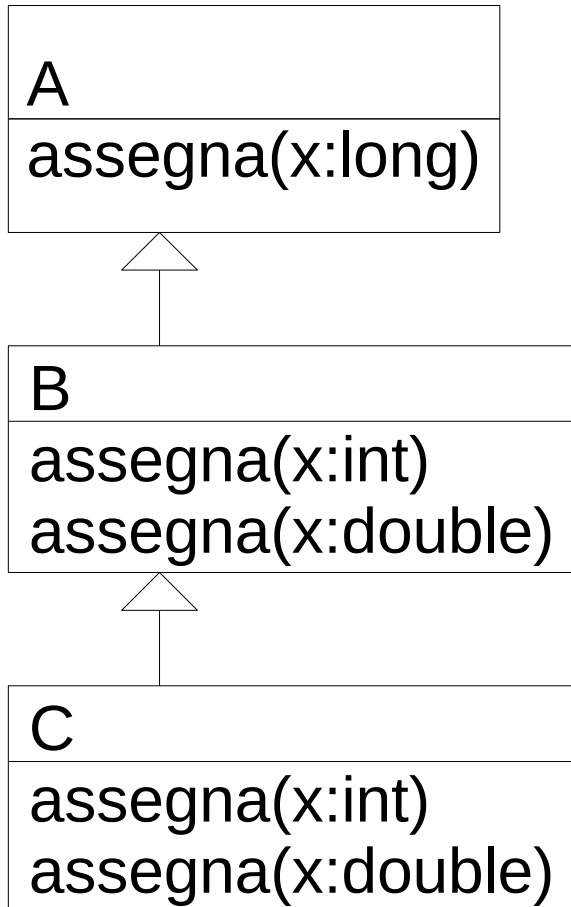 A
assegna(x:long)
B
assegna(x:int)
assegna(x:double)
C
assegna(x:int)
assegna(x:double)